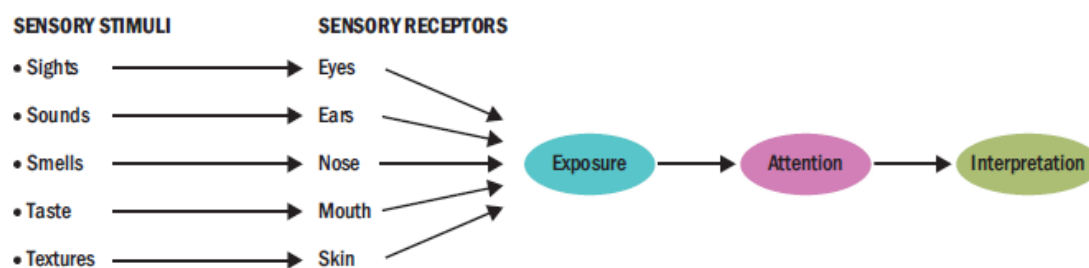 SENSORY STIMULI SENSORY RECEPTORS
• Sights Eyes
• Sounds Ears
• Smells Nose Exposure Attention Interpretation
• Taste Mouth
• Textures Skin